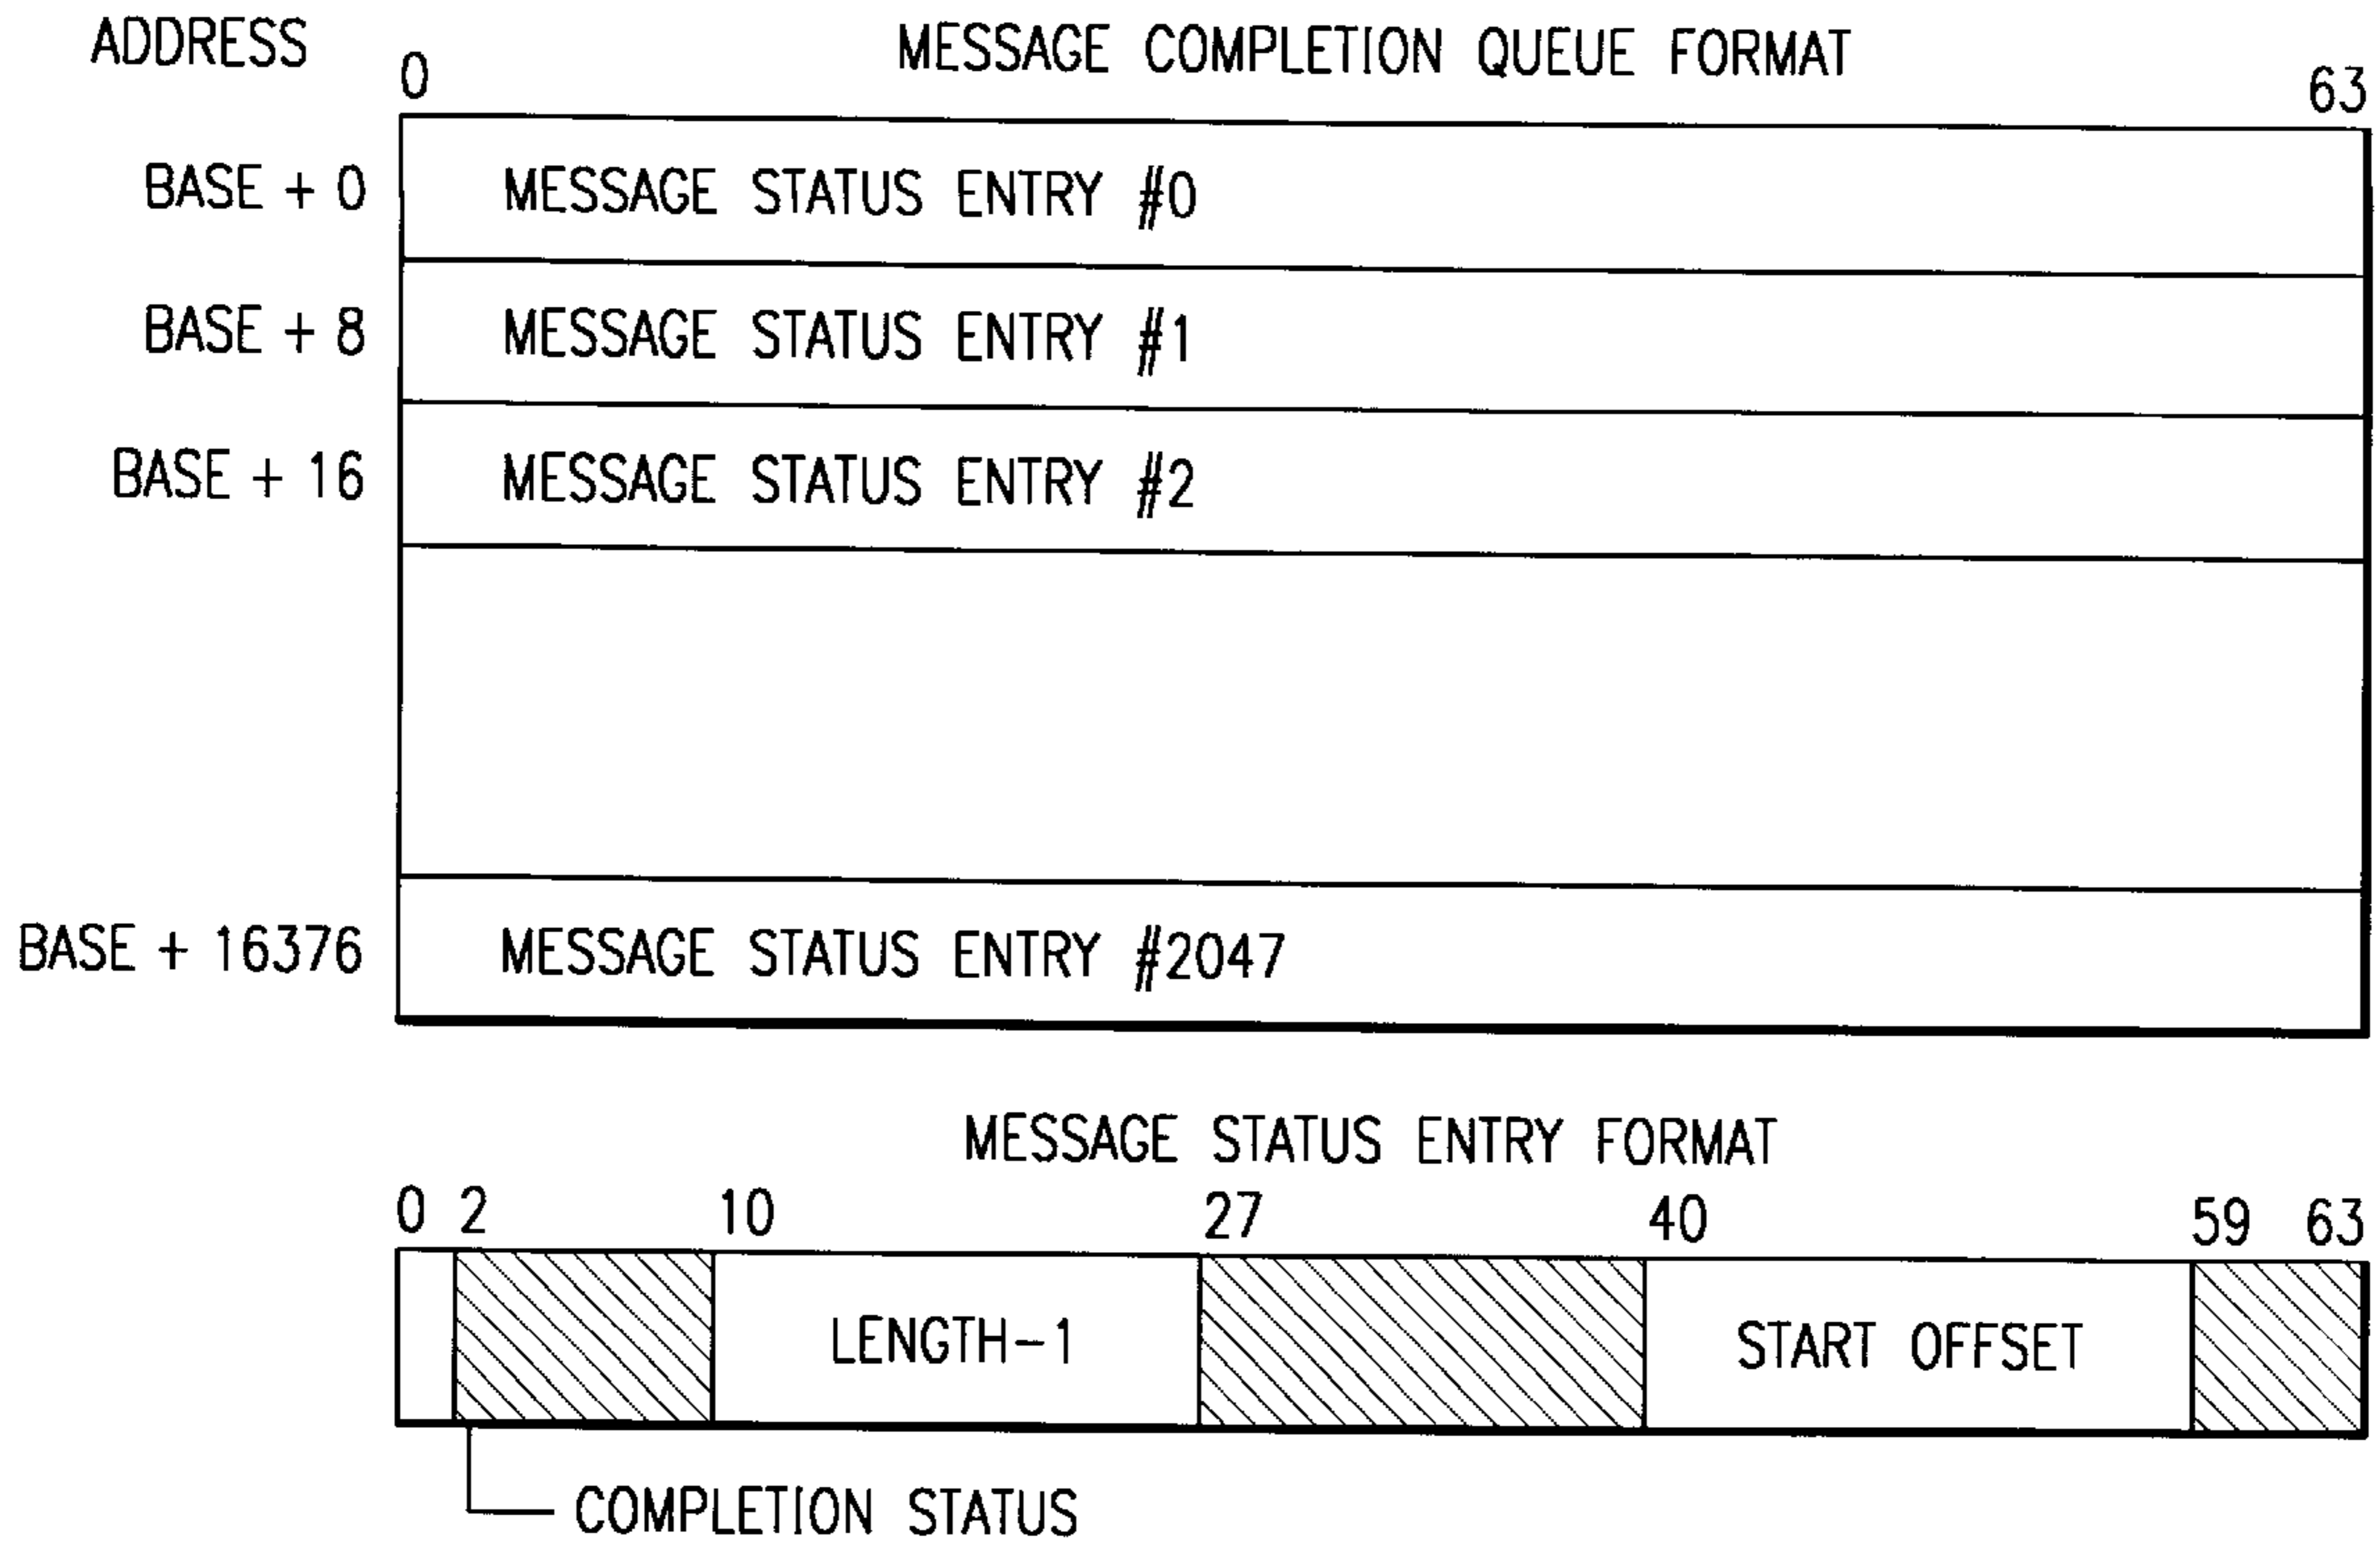 ADDRESS
MESSAGE COMPLETION QUEUE FORMAT
0 63
BASE + 0 MESSAGE STATUS ENTRY #0
BASE + 8 MESSAGE STATUS ENTRY #1
BASE + 16 MESSAGE STATUS ENTRY #2
BASE + 16376 MESSAGE STATUS ENTRY #2047
MESSAGE STATUS ENTRY FORMAT
0 2 10 27 40 59 63
LENGTH-1 START OFFSET
COMPLETION STATUS